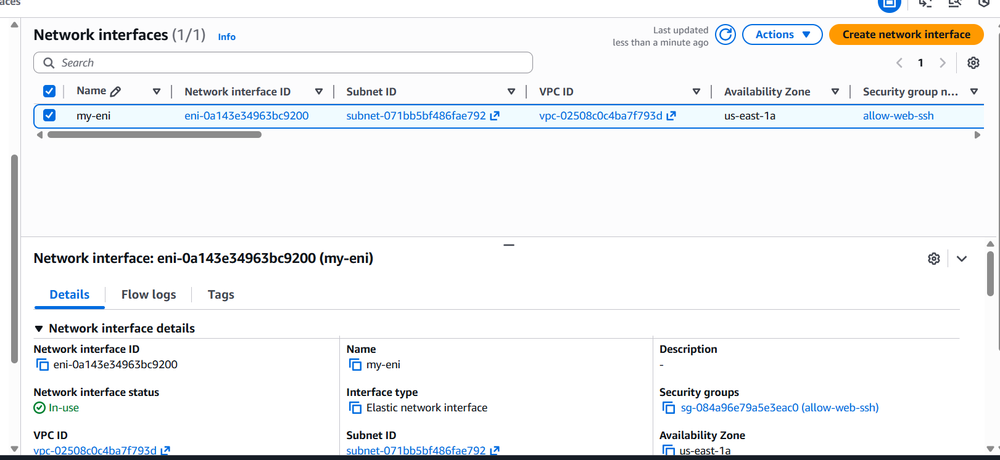 aces
Network interfaces (1/1) Info
Last updated
less than a minute ago
Actions
Create network interface
Search
1
Name Network interface ID Subnet ID VPC ID Availability Zone Security group n...
my-eni eni-0a143e34963bc9200 subnet-071bb5bf486fae792 vpc-02508c0c4ba7f793d us-east-1a allow-web-ssh
Network interface: eni-0a143e34963bc9200 (my-eni)
Details Flow logs Tags
Network interface details
Network interface ID
eni-0a143e34963bc9200
Name
my-eni
Description
-
Network interface status
In-use
Interface type
Elastic network interface
Security groups
sg-084a96e79a5e3eac0 (allow-web-ssh)
VPC ID
vpc-02508c0c4ba7f793d
Subnet ID
subnet-071bb5bf486fae792
Availability Zone
us-east-1a